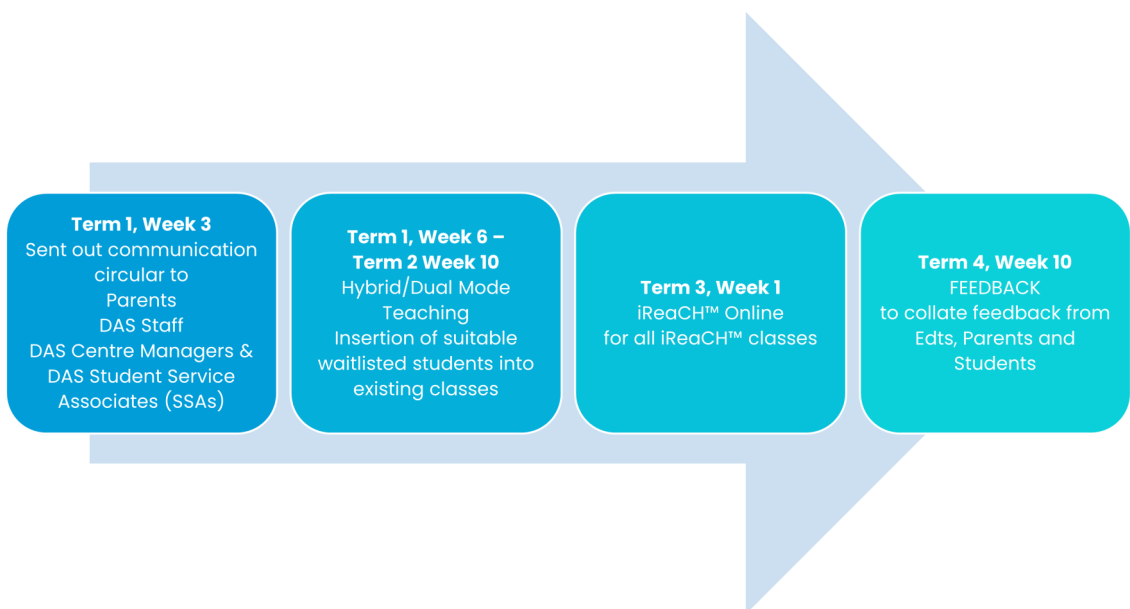 Term 1, Week 3
Sent out communication
circular to
Parents
DAS Staff
DAS Centre Managers &
DAS Student Service
Associates (SSAs)
Term 1, Week 6 –
Term 2 Week 10
Hybrid/Dual Mode
Teaching
Insertion of suitable
waitlisted students into
existing classes
Term 3, Week 1
iReaCH™ Online
for all iReaCH™ classes
Term 4, Week 10
FEEDBACK
to collate feedback from
Edts, Parents and
Students